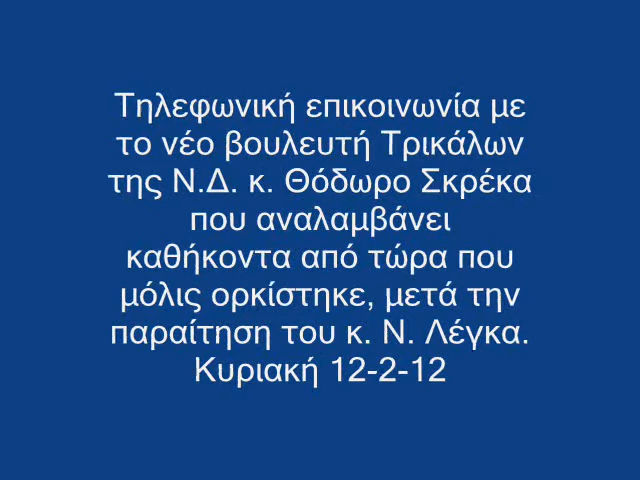 Τηλεφωνική επικοινωνία με
το νέο βουλευτή Τρικάλων
της Ν.Δ. κ. Θόδωρο Σκρέκα
που αναλαμβάνει
καθήκοντα από τώρα που
μόλις ορκίστηκε, μετά την
παραίτηση του κ. Ν. Λέγκα.
Κυριακή 12-2-12